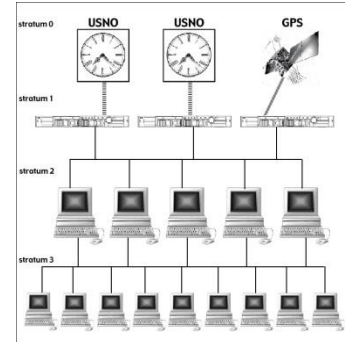 stratum 0
USNO
USNO
GPS
stratum 1
stratum 2
stratum 3